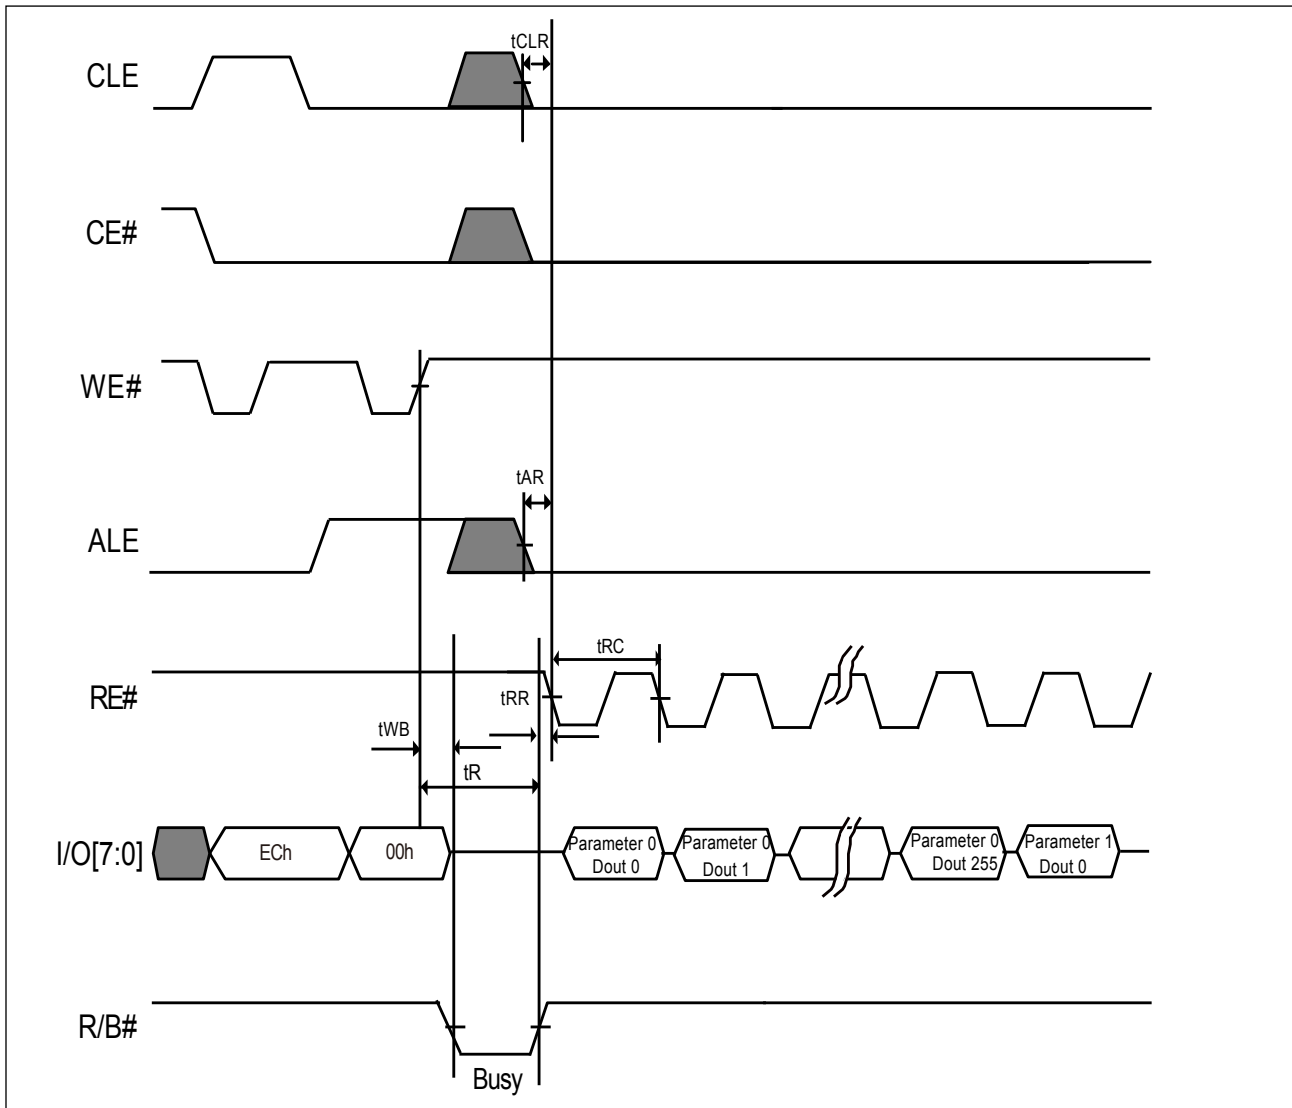 tCLR
CLE
CE#
WE#
tAR
ALE
tRC
RE#
tRR
tWB
tR
I/O[7:0]
ECh
00h
Parameter 0
Dout 0
Parameter 0
Dout 1
Parameter 0
Dout 255
Parameter 1
Dout 0
R/B#
Busy